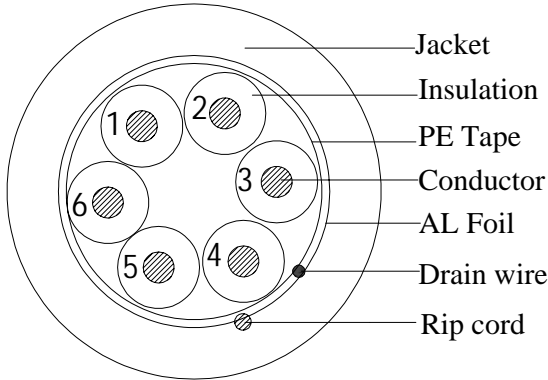 Jacket
Insulation
PE Tape
Conductor
AL Foil
Drain wire
Rip cord
1
2
3
4
5
6